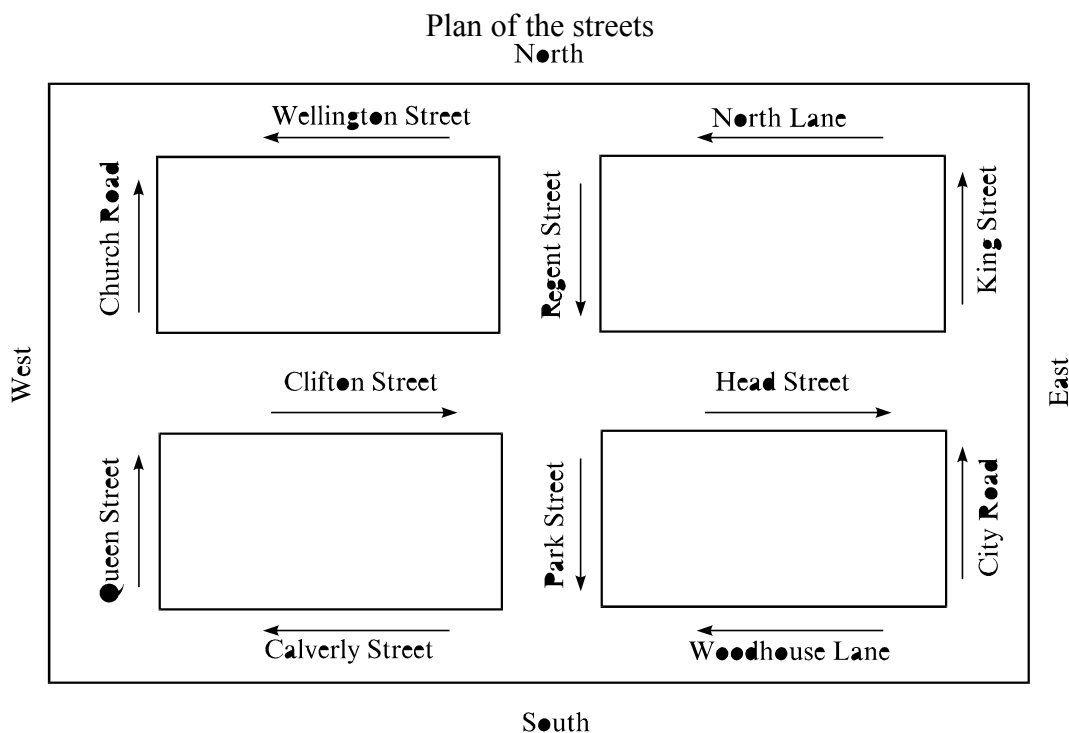 Plan of the streets
North
Wellington Street
North Lane
Church Road
Regent Street
King Street
West
Clifton Street
Head Street
East
Queen Street
Park Street
City Road
Calverly Street
Woodhouse Lane
South